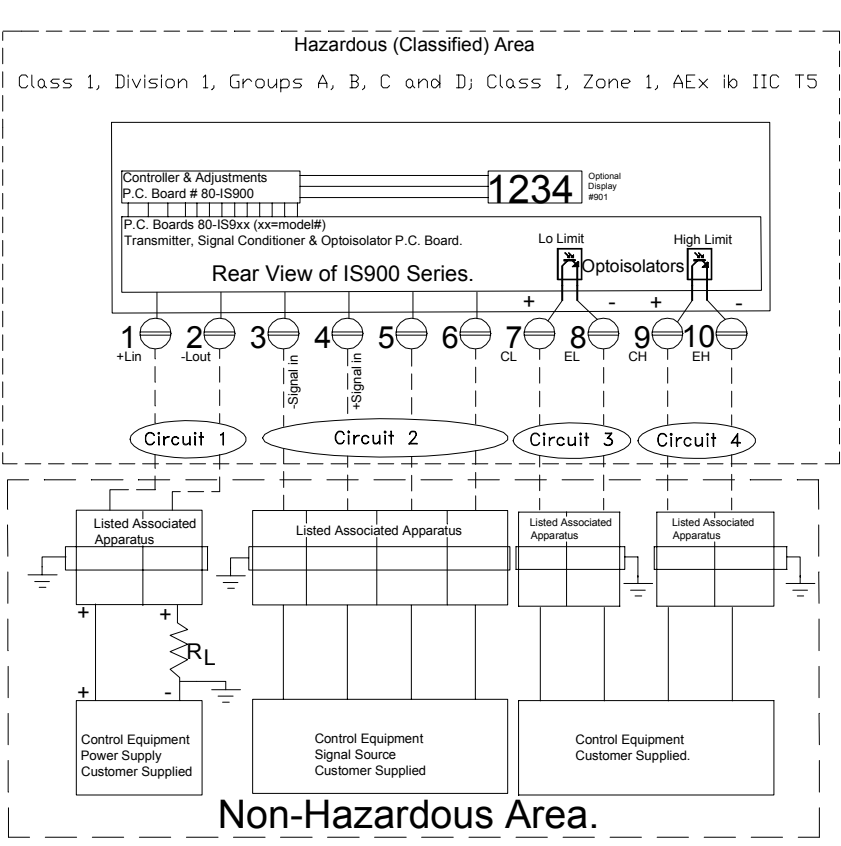 Hazardous (Classified) Area
Class 1, Division 1, Groups A, B, C and D; Class I, Zone 1, AEx ib IIC T5
Controller & Adjustments
P.C. Board # 80-IS900
1234
Optional
Display
#901
P.C. Boards 80-IS9xx (xx=model#)
Transmitter, Signal Conditioner & Optoisolator P.C. Board.
Lo Limit
High Limit
Optoisolators
Rear View of IS900 Series.
+ - + -
1 2 3 4 5 6 7 8 9 10
+Lin -Lout CL EL CH EH
-Signal in
+Signal in
Circuit 1 Circuit 2 Circuit 3 Circuit 4
Listed Associated
Apparatus
Listed Associated Apparatus
Listed Associated
Apparatus
Listed Associated
Apparatus
+ +
RL
+ -
Control Equipment
Power Supply
Customer Supplied
Control Equipment
Signal Source
Customer Supplied
Control Equipment
Customer Supplied.
Non-Hazardous Area.